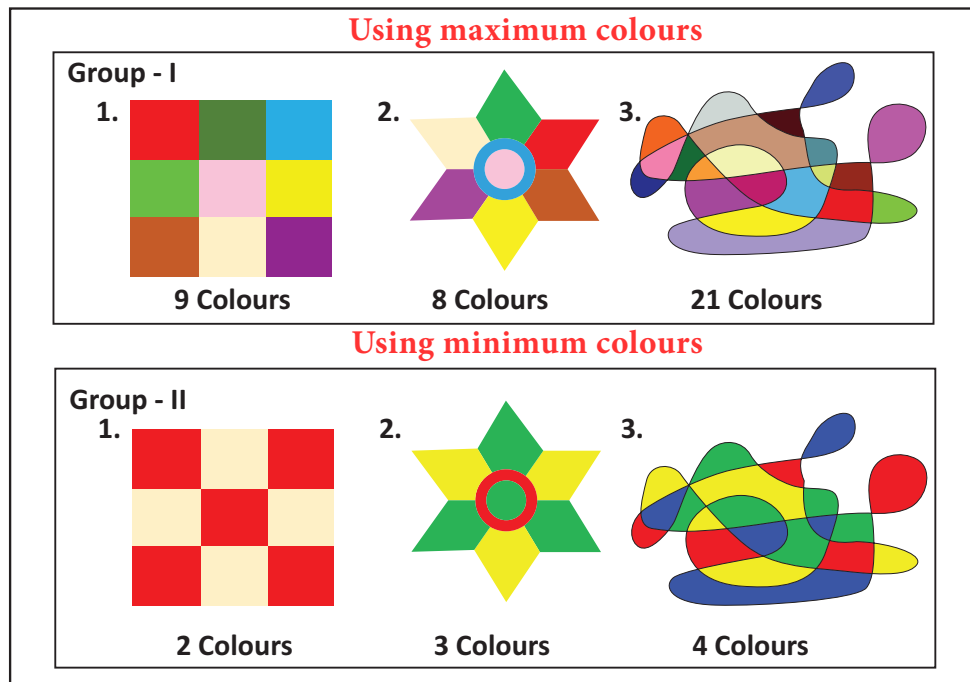 Using maximum colours
Group - I
1.
2.
3.
9 Colours
8 Colours
21 Colours
Using minimum colours
Group - II
1.
2.
3.
2 Colours
3 Colours
4 Colours